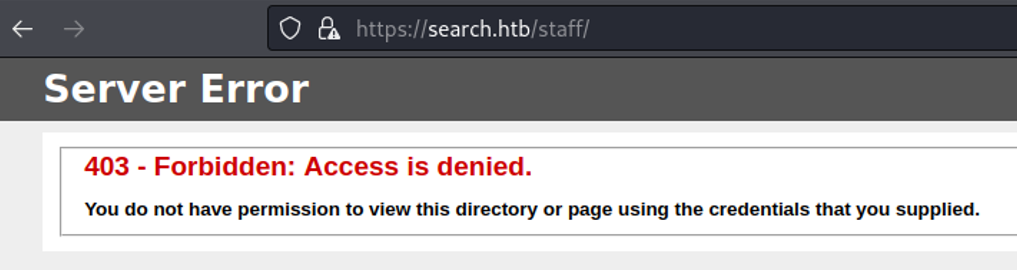 https://search.htb/staff/
Server Error
403 - Forbidden: Access is denied.
You do not have permission to view this directory or page using the credentials that you supplied.